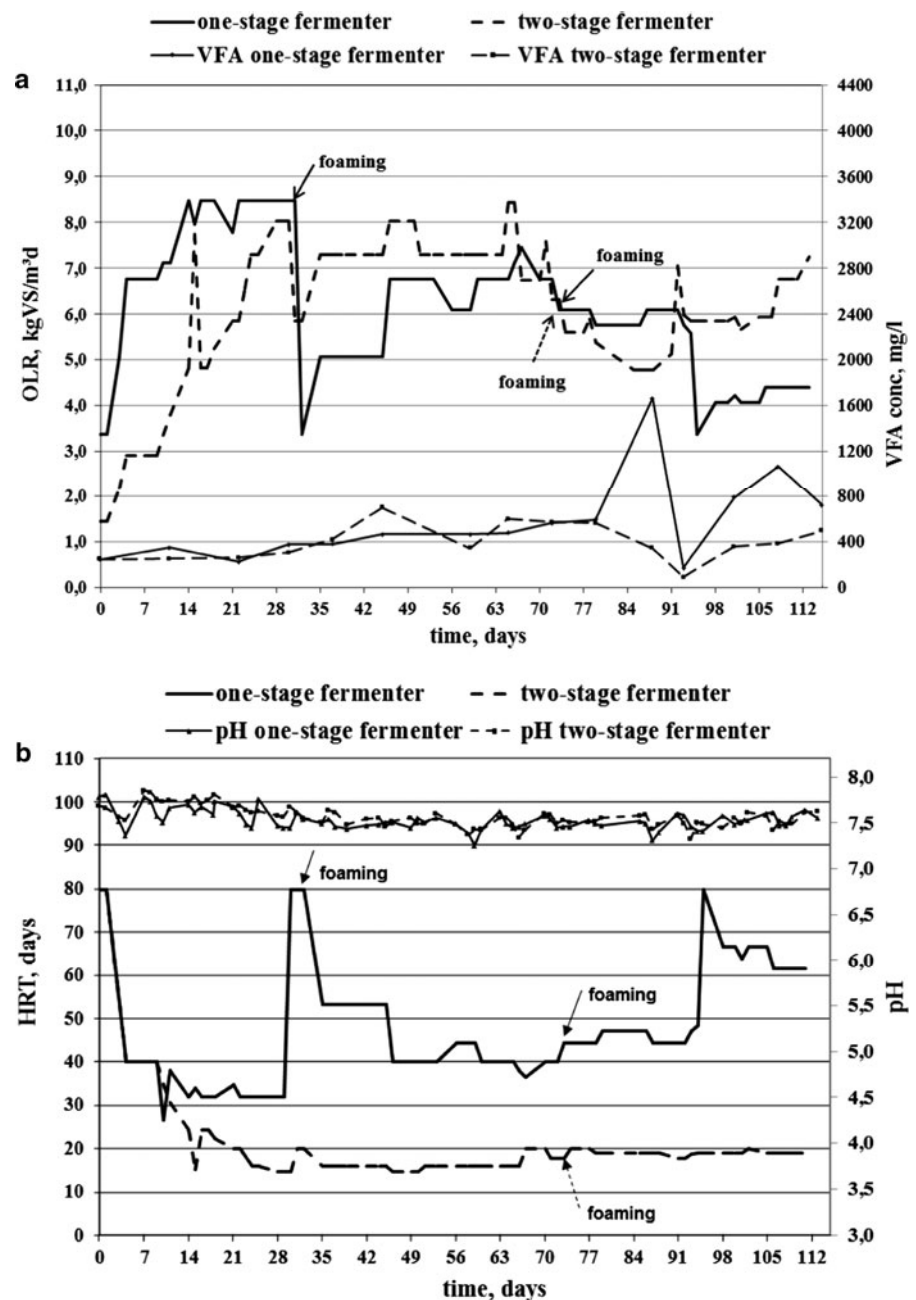 one-stage fermenter two-stage fermenter
VFA one-stage fermenter VFA two-stage fermenter
a
11,0
10,0
9,0
8,0
7,0
6,0
5,0
4,0
3,0
2,0
1,0
0,0
OLR, kgVS/m³d
4400
4000
3600
3200
2800
2400
2000
1600
1200
800
400
0
VFA conc, mg/l
foaming
foaming
foaming
0 7 14 21 28 35 42 49 56 63 70 77 84 91 98 105 112
time, days
one-stage fermenter two-stage fermenter
pH one-stage fermenter pH two-stage fermenter
b
110
100
90
80
70
60
50
40
30
20
10
0
HRT, days
8,0
7,5
7,0
6,5
6,0
5,5
5,0
4,5
4,0
3,5
3,0
pH
foaming
foaming
foaming
0 7 14 21 28 35 42 49 56 63 70 77 84 91 98 105 112
time, days